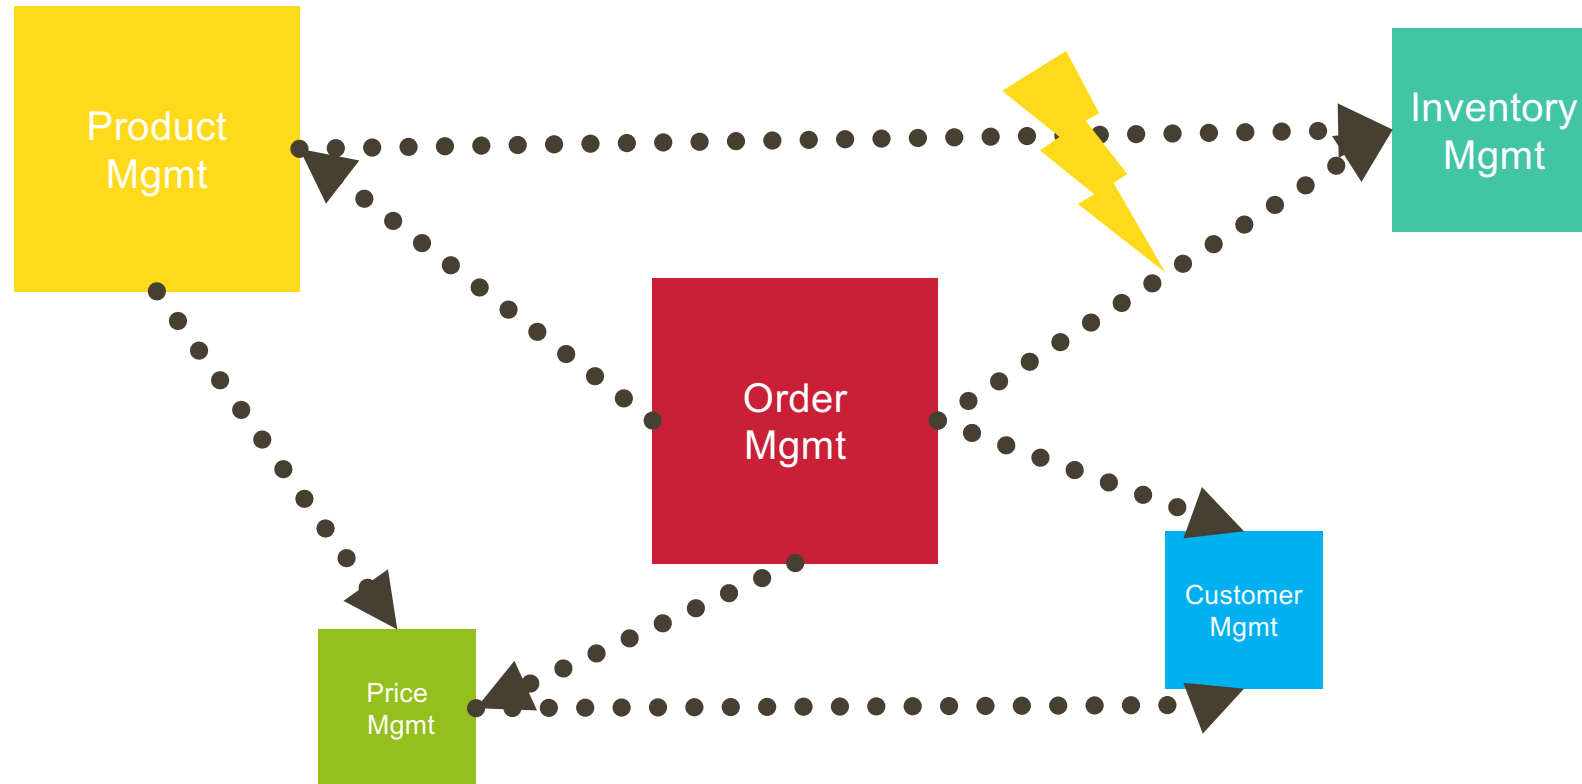 Product
Mgmt
Inventory
Mgmt
Order
Mgmt
Customer
Mgmt
Price
Mgmt